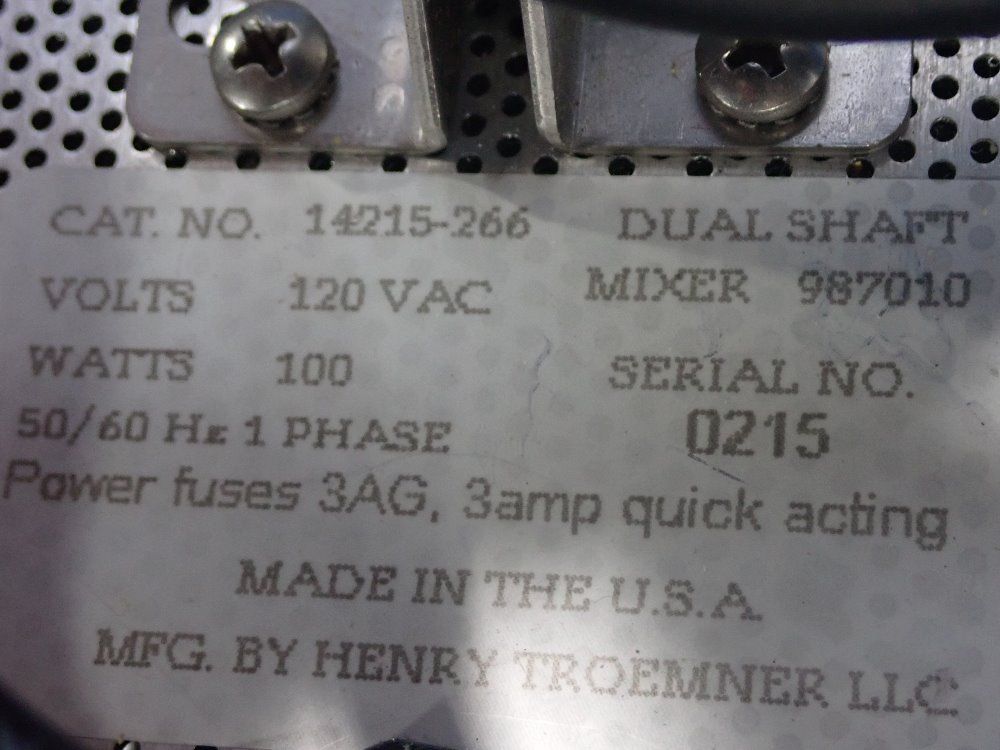 CAT. NO. 14215-266 DUAL SHAFT
VOLTS 120 VAC MIXER 987010
WATTS 100 SERIAL NO.
50/60 Hz 1 PHASE 0215
Power fuses 3AG, 3amp quick acting
MADE IN THE U.S.A.
MFG. BY HENRY TROEMNER LLC